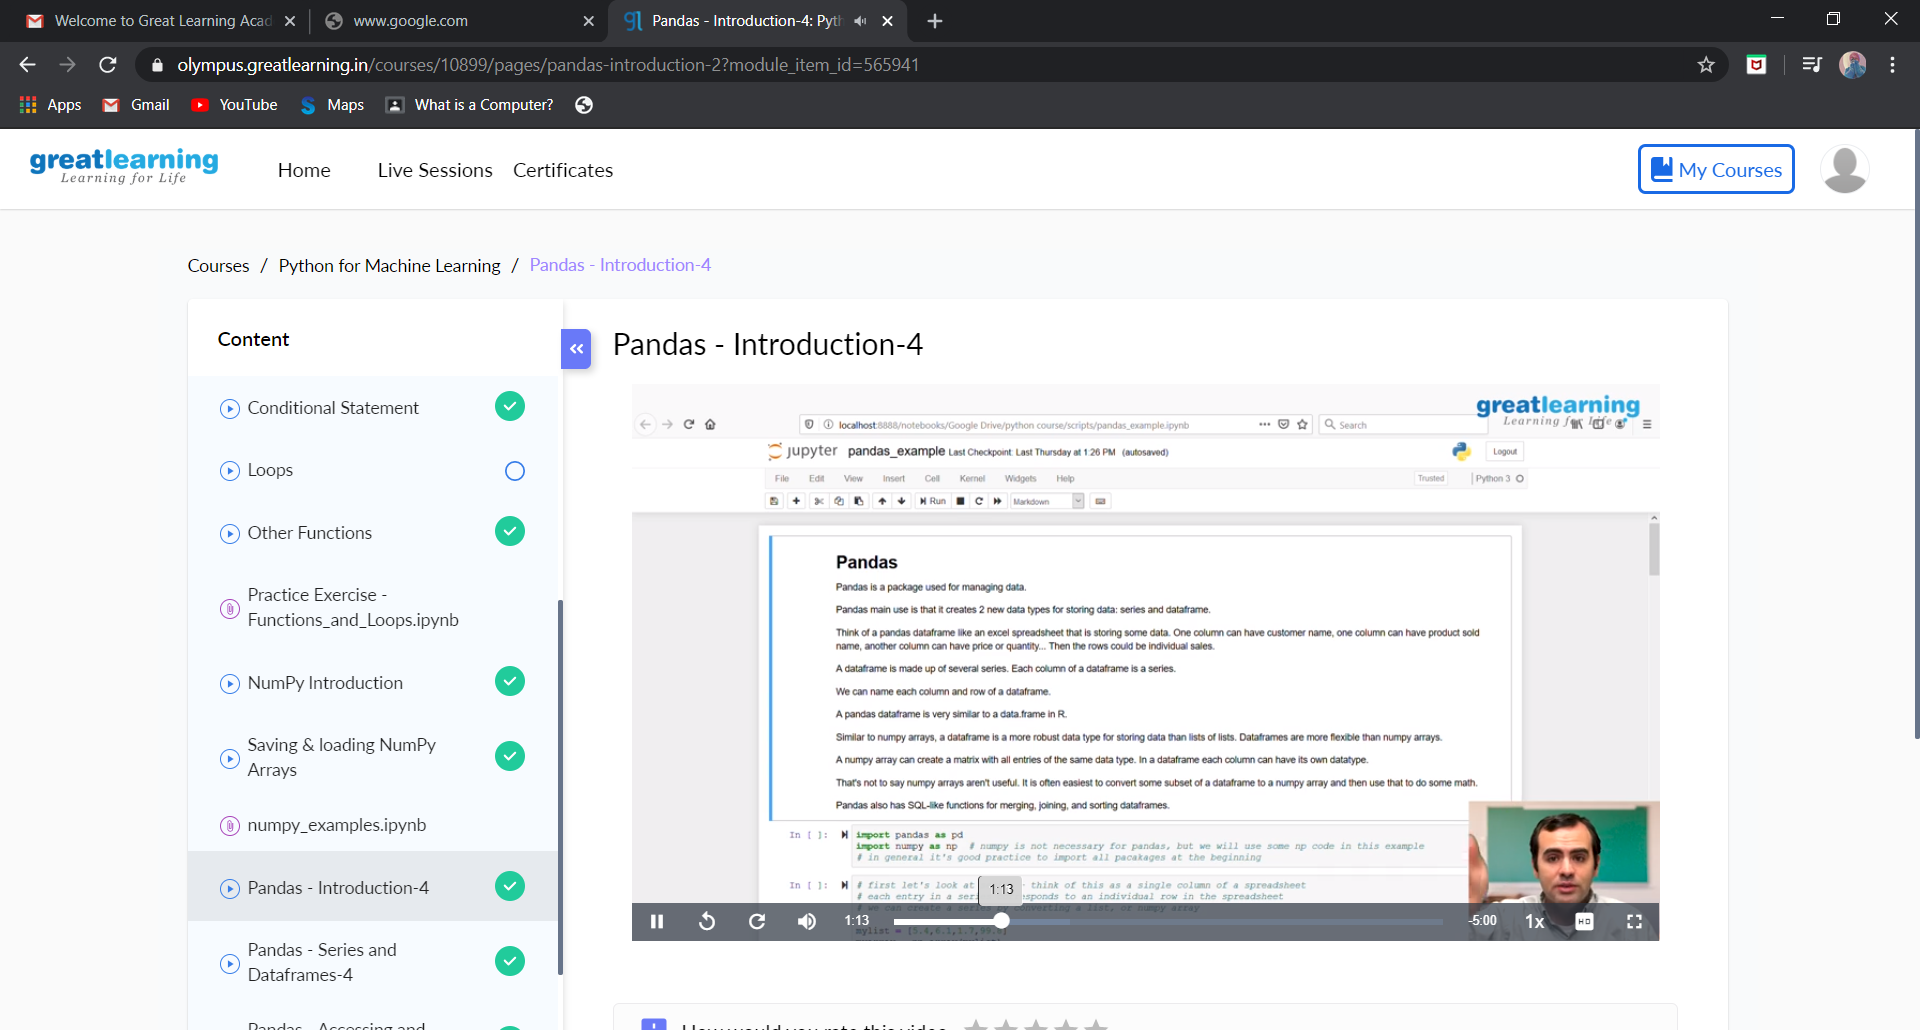 Welcome to Great Learning Acad
www.google.com
Pandas - Introduction-4: Pyth
olympus.greatlearning.in/courses/10899/pages/pandas-introduction-2?module_item_id=565941
Apps
Gmail
YouTube
Maps
What is a Computer?
greatlearning
Learning for Life
Home
Live Sessions
Certificates
My Courses
Courses / Python for Machine Learning / Pandas - Introduction-4
Content
Conditional Statement
Loops
Other Functions
Practice Exercise -
Functions_and_Loops.ipynb
NumPy Introduction
Saving & loading NumPy
Arrays
numpy_examples.ipynb
Pandas - Introduction-4
Pandas - Series and
Dataframes-4
Pandas - Accessing and
Pandas - Introduction-4
greatlearning
Learning for Life
localhost:8888/notebooks/Google Drive/python course/scripts/pandas_example.ipynb
Search
jupyter pandas_example Last Checkpoint: Last Thursday at 1:26 PM (autosaved)
Logout
File Edit View Insert Cell Kernel Widgets Help
Trusted
Python 3
Run
Markdown
Pandas
Pandas is a package used for managing data.
Pandas main use is that it creates 2 new data types for storing data: series and dataframe.
Think of a pandas dataframe like an excel spreadsheet that is storing some data. One column can have customer name, one column can have product sold
name, another column can have price or quantity... Then the rows could be individual sales.
A dataframe is made up of several series. Each column of a dataframe is a series.
We can name each column and row of a dataframe.
A pandas dataframe is very similar to a data.frame in R.
Similar to numpy arrays, a dataframe is a more robust data type for storing data than lists of lists. Dataframes are more flexible than numpy arrays.
A numpy array can create a matrix with all entries of the same data type. In a dataframe each column can have its own datatype.
That's not to say numpy arrays aren't useful. It is often easiest to convert some subset of a dataframe to a numpy array and then use that to do some math.
Pandas also has SQL-like functions for merging, joining, and sorting dataframes.
In [ ]: import pandas as pd
import numpy as np # numpy is not necessary for pandas, but we will use some np code in this example
# in general it's good practice to import all pacakages at the beginning
In [ ]: # first let's look at think of this as a single column of a spreadsheet
# each entry in a seri esponds to an individual row in the spreadsheet
# we can create a series by converting a list, or numpy array
mylist = [5.4,6.1,1.7,99.8]
1:13
1:13
-5:00
1x
HD
How would you rate this video